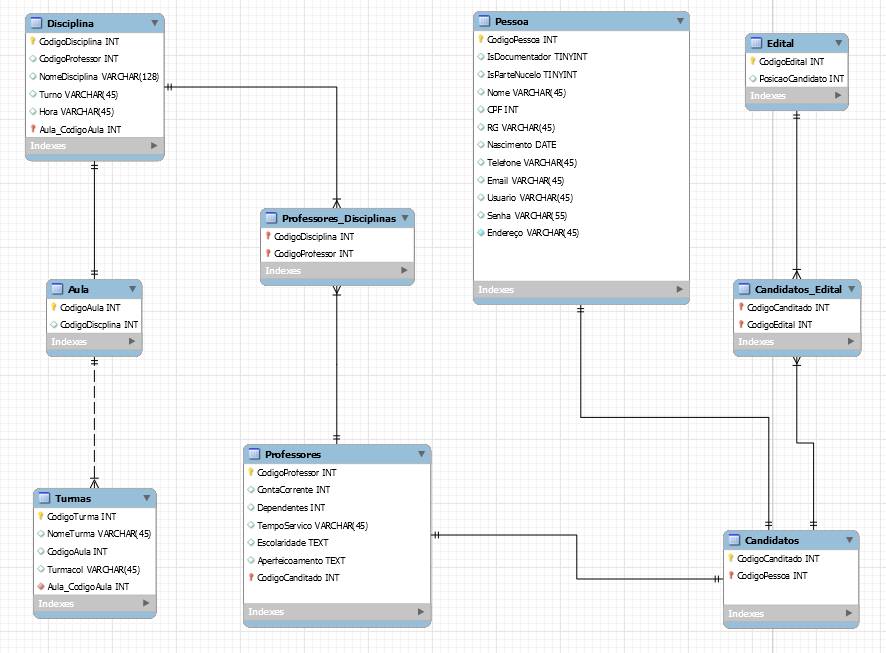 Disciplina
CodigoDisciplina INT
CodigoProfessor INT
NomeDisciplina VARCHAR(128)
Turno VARCHAR(45)
Hora VARCHAR(45)
Aula_CodigoAula INT
Indexes
Pessoa
CodigoPessoa INT
IsDocumentador TINYINT
IsParteNucelo TINYINT
Nome VARCHAR(45)
CPF INT
RG VARCHAR(45)
Nascimento DATE
Telefone VARCHAR(45)
Email VARCHAR(45)
Usuario VARCHAR(45)
Senha VARCHAR(55)
Endereço VARCHAR(45)
Indexes
Edital
CodigoEdital INT
PosicaoCandidato INT
Indexes
Professores_Disciplinas
CodigoDisciplina INT
CodigoProfessor INT
Indexes
Aula
CodigoAula INT
CodigoDiscplina INT
Indexes
Candidatos_Edital
CodigoCanditado INT
CodigoEdital INT
Indexes
Professores
CodigoProfessor INT
ContaCorrente INT
Dependentes INT
TempoServico VARCHAR(45)
Escolaridade TEXT
Aperfeicoamento TEXT
CodigoCanditado INT
Indexes
Turmas
CodigoTurma INT
NomeTurma VARCHAR(45)
CodigoAula INT
Turmacol VARCHAR(45)
Aula_CodigoAula INT
Indexes
Candidatos
CodigoCanditado INT
CodigoPessoa INT
Indexes